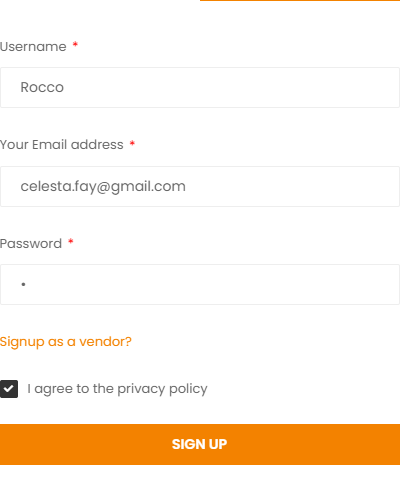 Username *
Rocco
Your Email address *
celesta.fay@gmail.com
Password *
•
Signup as a vendor?
I agree to the privacy policy
SIGN UP